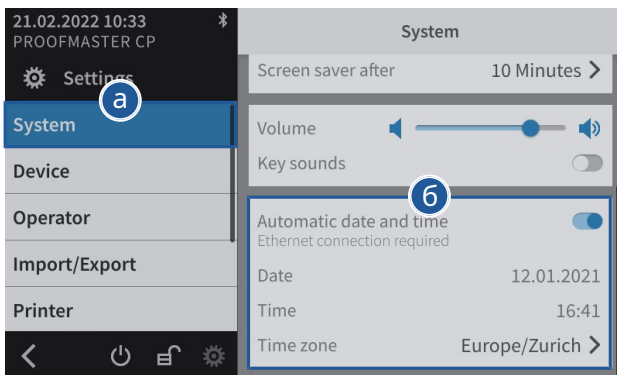 21.02.2022 10:33
PROOFMASTER CP
Settings
а
System
Device
Operator
Import/Export
Printer
System
Screen saver after 10 Minutes
Volume
Key sounds
б
Automatic date and time
Ethernet connection required
Date 12.01.2021
Time 16:41
Time zone Europe/Zurich